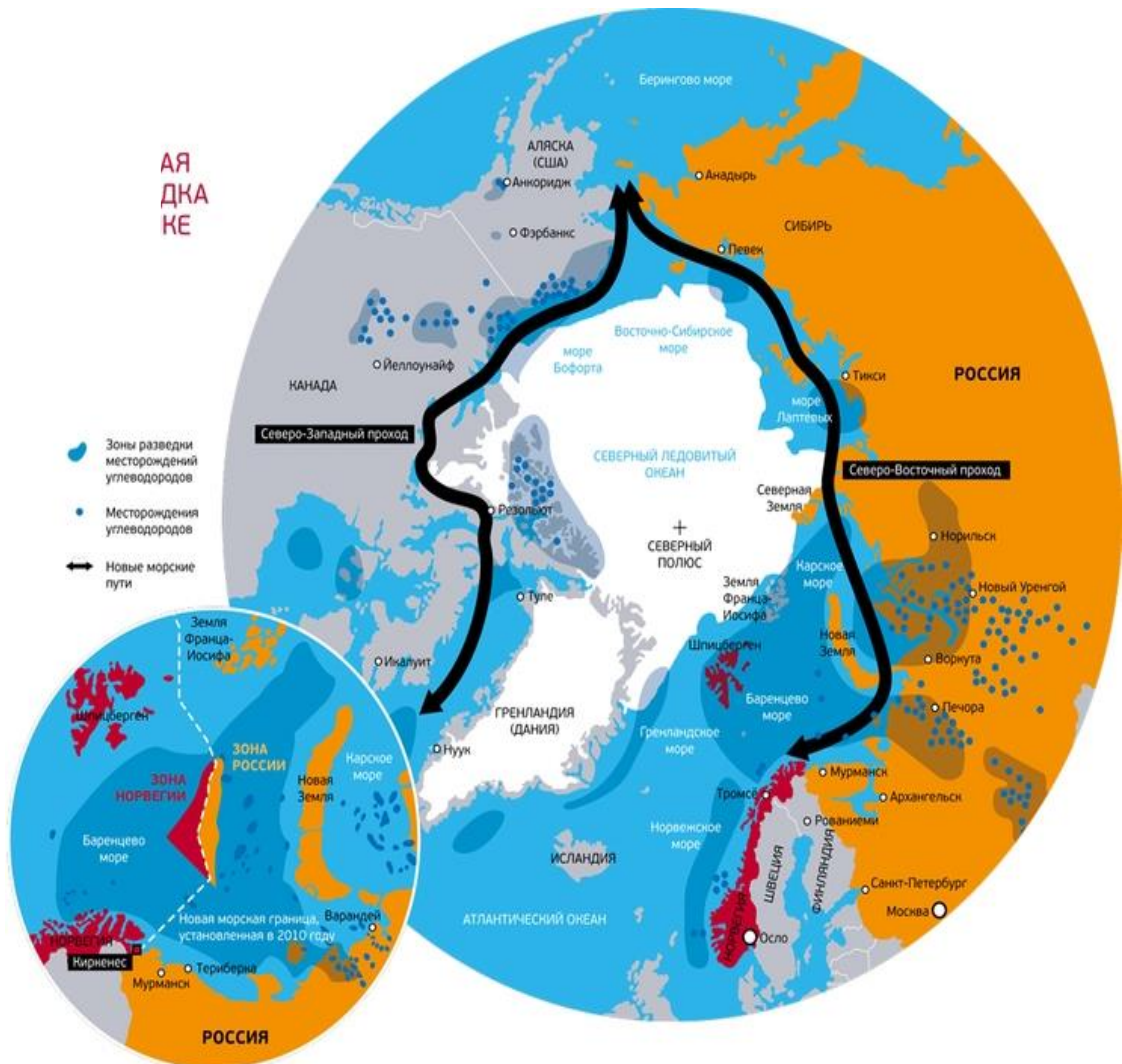 АЯ
ДКА
КЕ
Берингово море
АЛЯСКА
(США)
Анкоридж
Анадырь
СИБИРЬ
Фэрбанкс
Певек
Восточно-Сибирское
море
море
Бофорта
Йеллоунайф
КАНАДА
Тикси
РОССИЯ
море
Лаптевых
Северо-Западный проход
Зоны разведки
месторождений
углеводородов
СЕВЕРНЫЙ ЛЕДОВИТЫЙ
ОКЕАН
Северо-Восточный проход
Северная
Земля
Месторождения
углеводородов
Резольют
СЕВЕРНЫЙ
ПОЛЮС
Норильск
Карское
море
Новые морские
пути
Земля
Франца-
Иосифа
Новый Уренгой
Туле
Новая
Земля
Шпицберген
Воркута
Икалуит
Баренцево
море
Печора
ГРЕНЛАНДИЯ
(ДАНИЯ)
Гренландское
море
Нуук
Мурманск
Тромсё
Архангельск
Норвежское
море
Рованиеми
ИСЛАНДИЯ
ШВЕЦИЯ
ФИНЛЯНДИЯ
Санкт-Петербург
НОРВЕГИЯ
Москва
АТЛАНТИЧЕСКИЙ ОКЕАН
Осло
Земля
Франца-
Иосифа
Шпицберген
ЗОНА
РОССИИ
Карское
море
ЗОНА
НОРВЕГИИ
Новая
Земля
Баренцево
море
Новая морская граница,
установленная в 2010 году
Варандей
НОРВЕГИЯ
Киркенес
Териберка
Мурманск
РОССИЯ